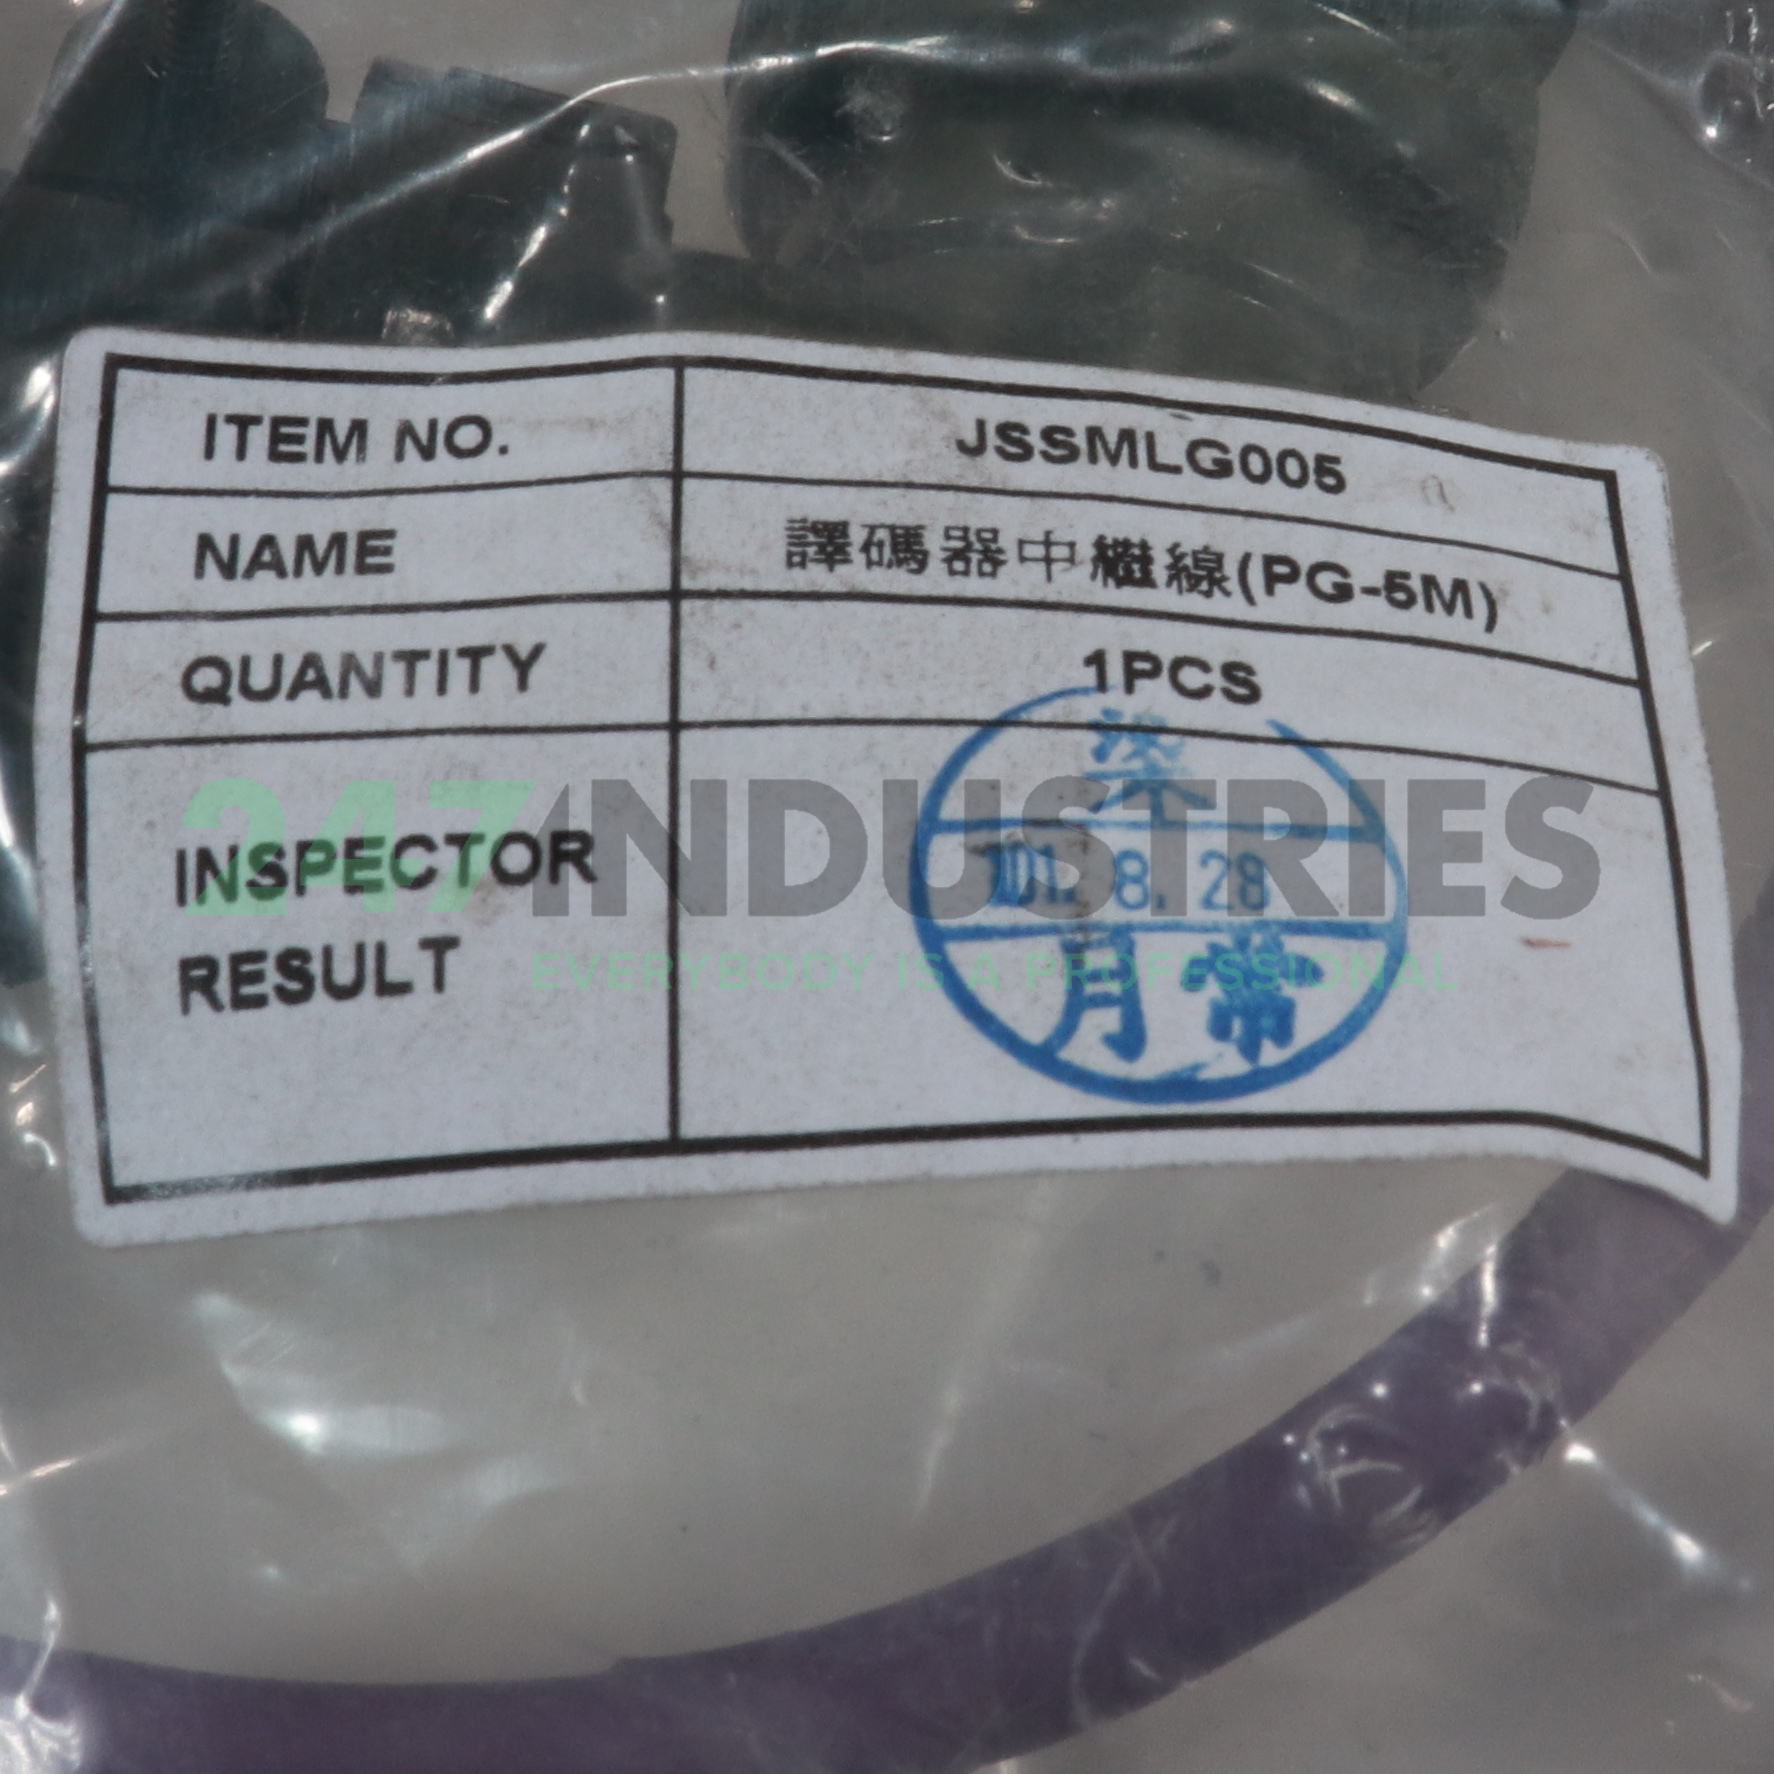 ITEM NO. JSSMLG005
NAME 譯碼器中繼線(PG-5M)
QUANTITY 1PCS
INSPECTOR
RESULT
101. 8. 28
247INDUSTRIES
EVERYBODY IS A PROFESSIONAL